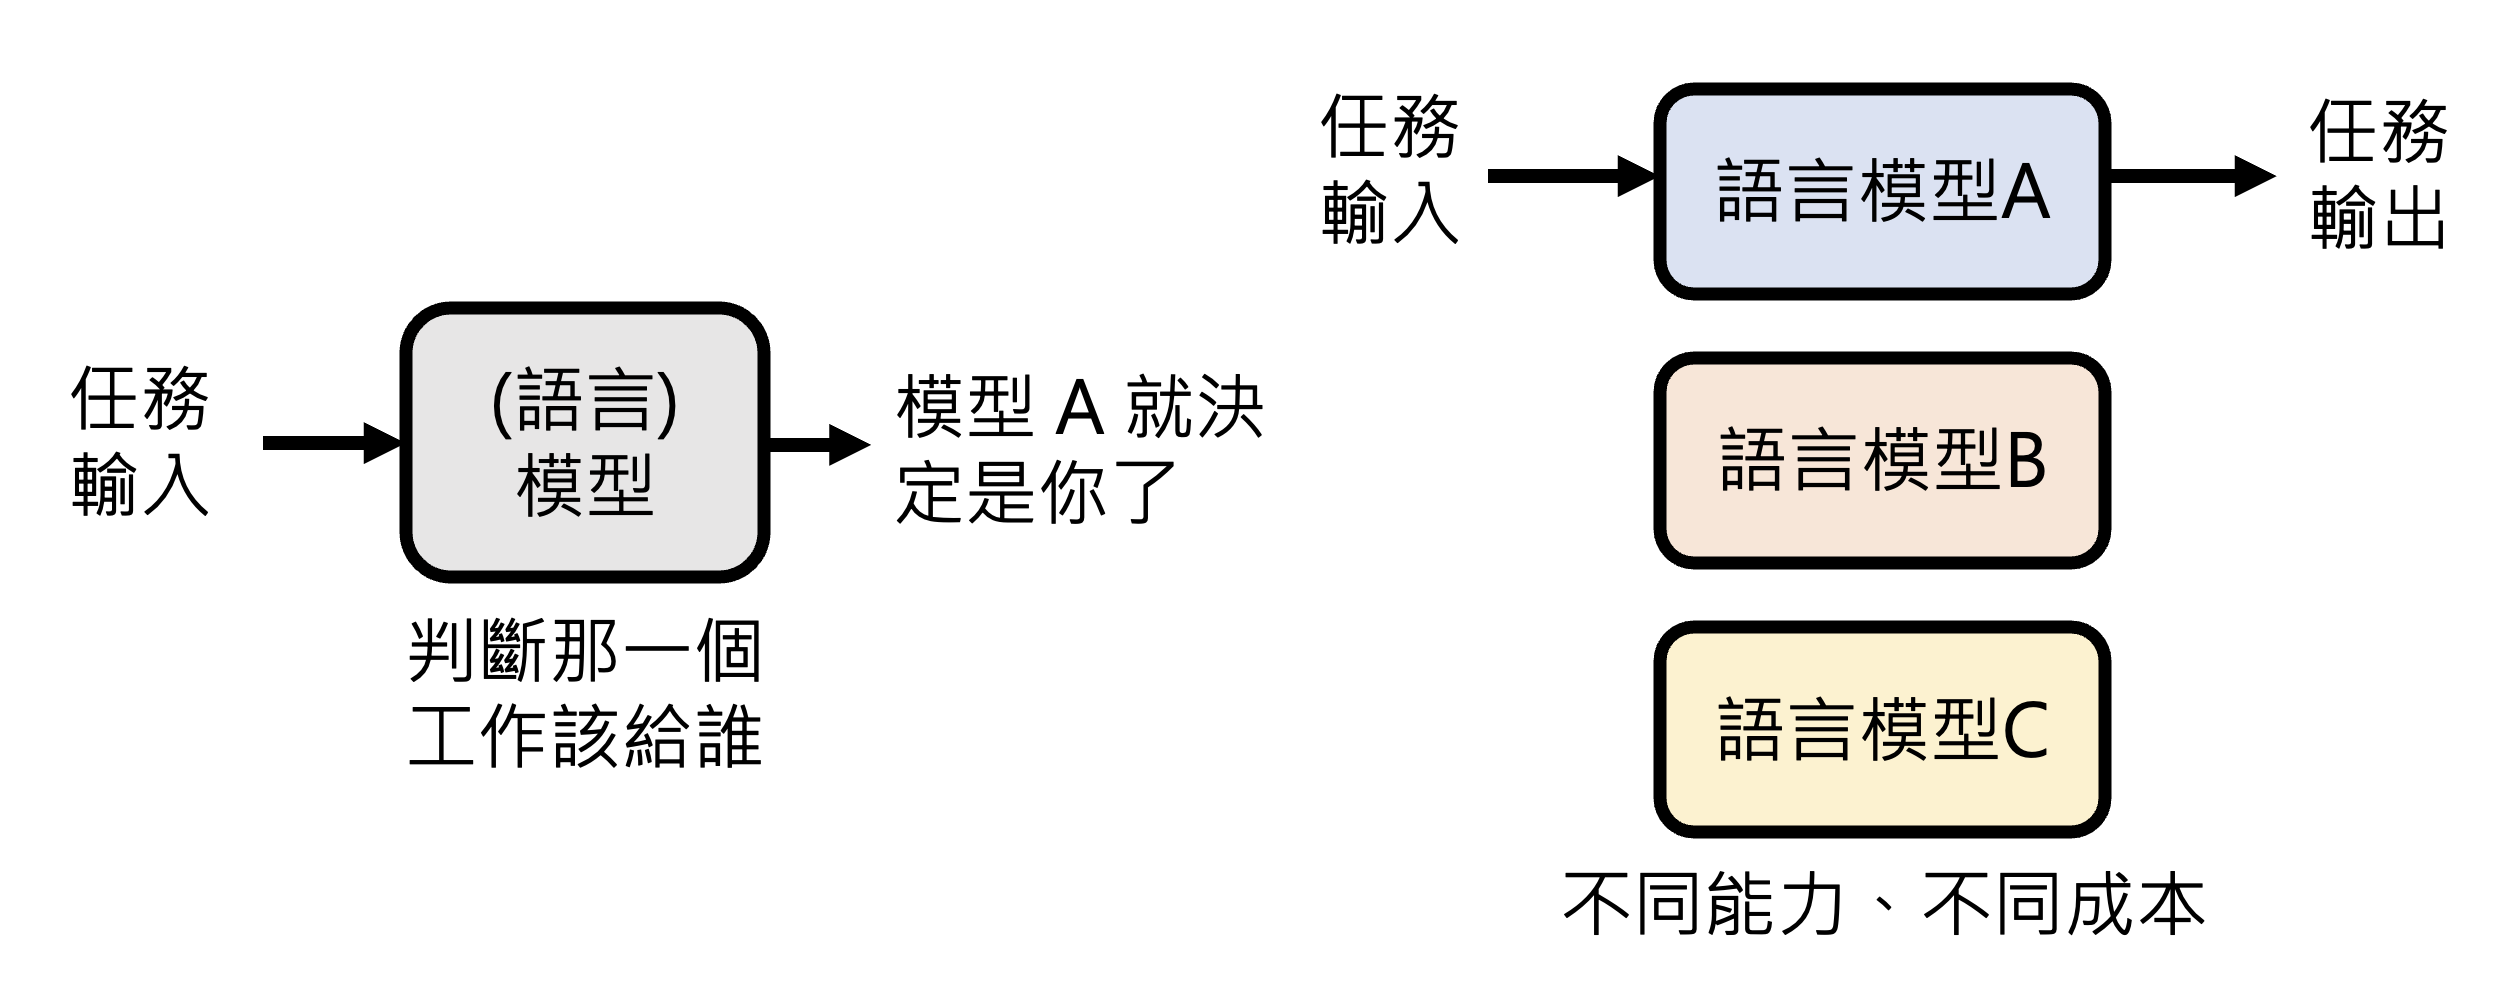 任務
輸入
(語言)
模型
判斷那一個
工作該給誰
模型 A 就決
定是你了
任務
輸入
語言模型A
任務
輸出
語言模型B
語言模型C
不同能力、不同成本